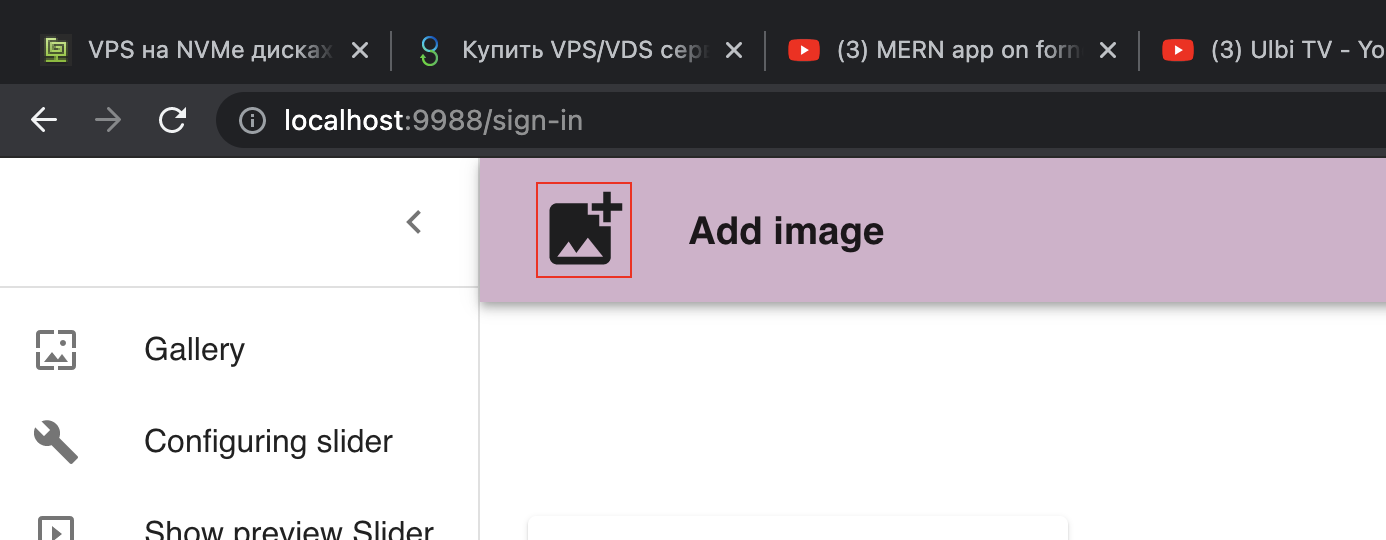 VPS на NVMe дисках
Купить VPS/VDS сер
(3) MERN app on forn
(3) Ulbi TV - Yo
localhost:9988/sign-in
Add image
Gallery
Configuring slider
Show preview Slider